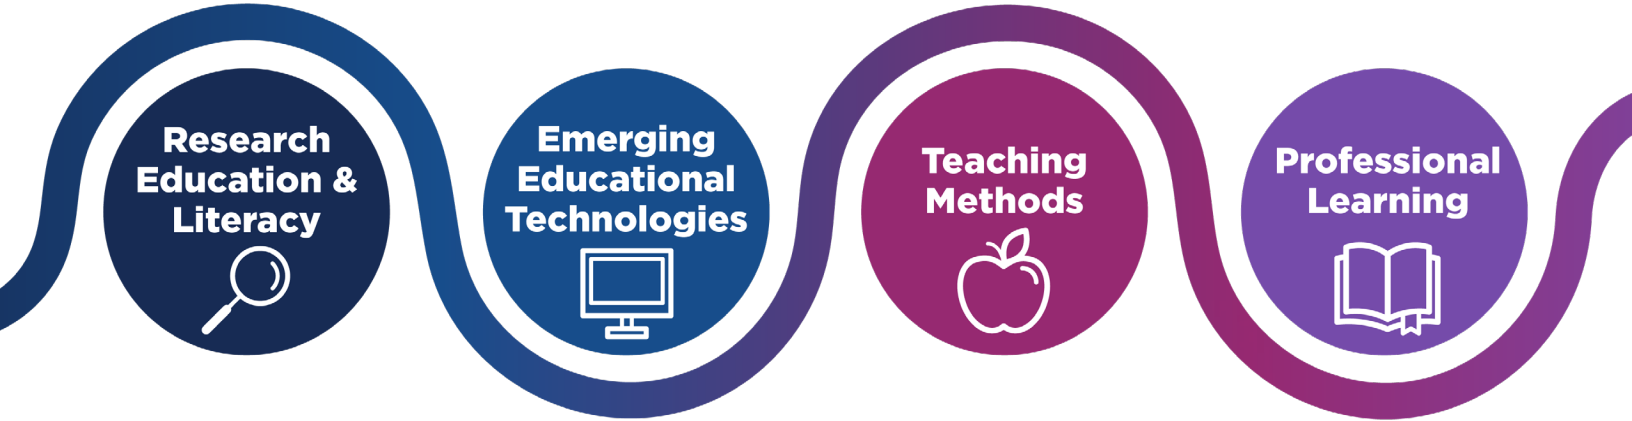 Research
Education &
Literacy
Emerging
Educational
Technologies
Teaching
Methods
Professional
Learning